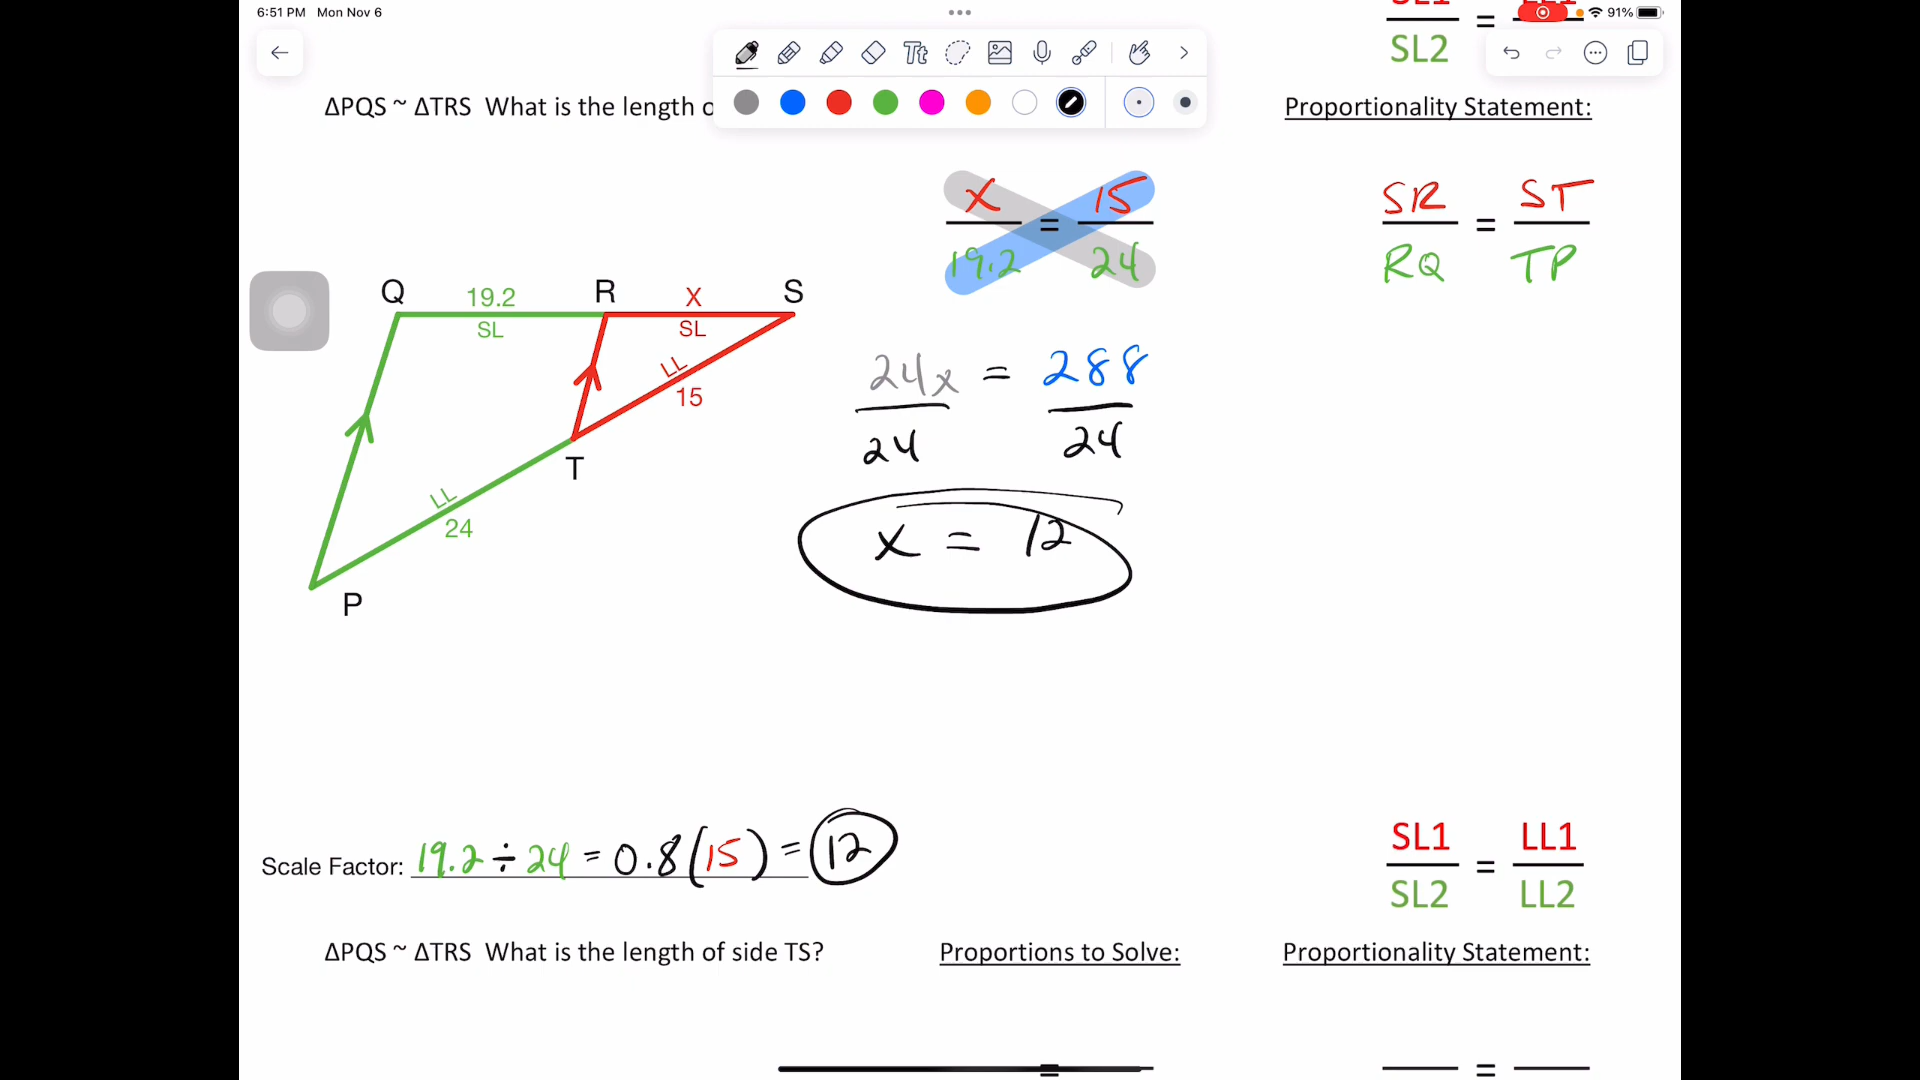 6:51 PM Mon Nov 6
91%
SL2 =
Tt
ΔPQS ~ ΔTRS What is the length o
Proportionality Statement:
x = 15
19.2 24
SR = ST
RQ TP
Q 19.2 R X S
SL SL
LL
15
24x = 288
24 24
T
LL
24
x = 12
P
Scale Factor: 19.2 ÷ 24 = 0.8(15) = 12
SL1 = LL1
SL2 LL2
ΔPQS ~ ΔTRS What is the length of side TS?
Proportions to Solve:
Proportionality Statement:
= =